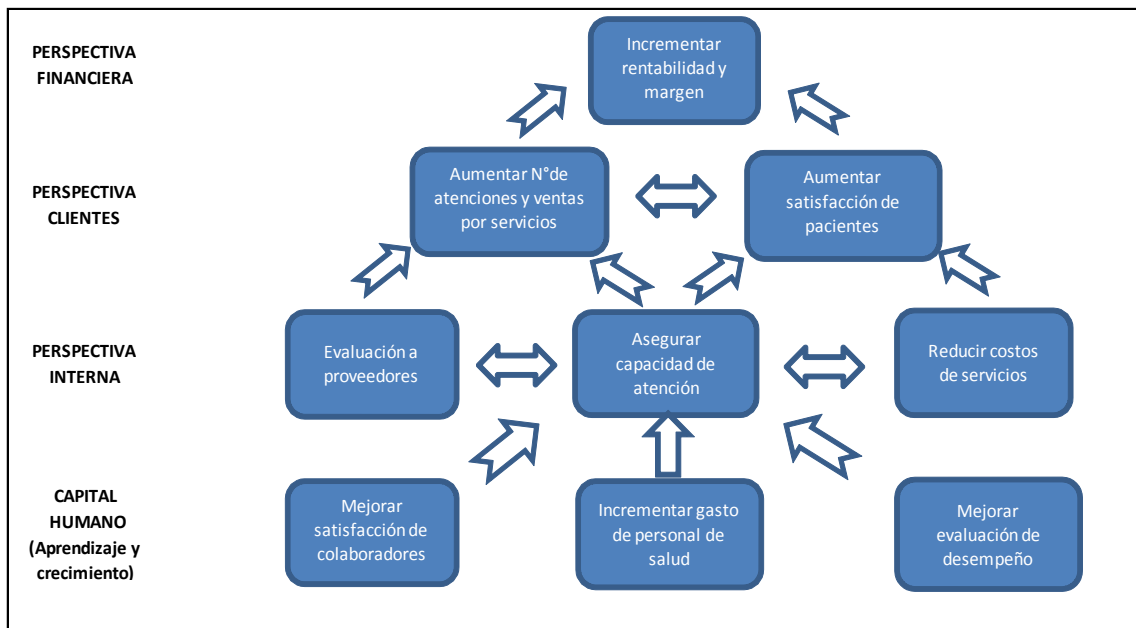 PERSPECTIVA
FINANCIERA
Incrementar
rentabilidad y
margen
PERSPECTIVA
CLIENTES
Aumentar N°de
atenciones y ventas
por servicios
Aumentar
satisfacción de
pacientes
PERSPECTIVA
INTERNA
Evaluación a
proveedores
Asegurar
capacidad de
atención
Reducir costos
de servicios
CAPITAL
HUMANO
(Aprendizaje y
crecimiento)
Mejorar
satisfacción de
colaboradores
Incrementar gasto
de personal de
salud
Mejorar
evaluación de
desempeño